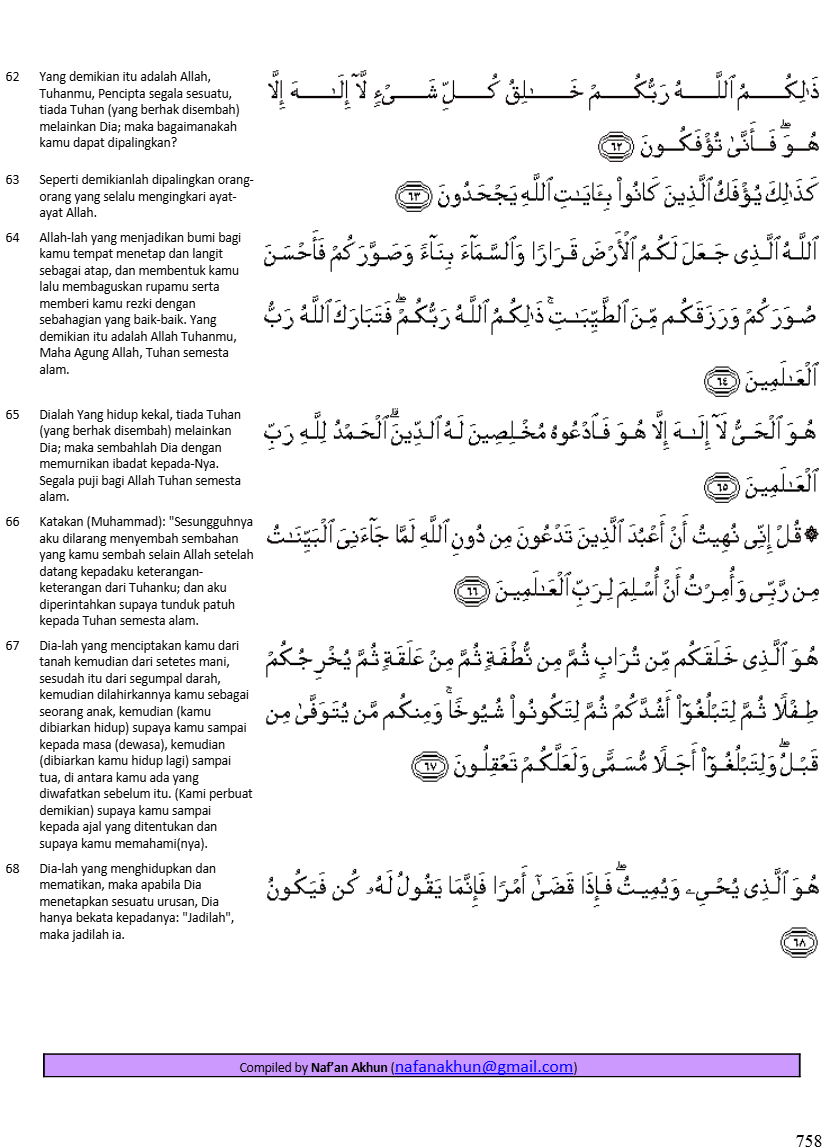 62 Yang demikian itu adalah Allah,
Tuhanmu, Pencipta segala sesuatu,
tiada Tuhan (yang berhak disembah)
melainkan Dia; maka bagaimanakah
kamu dapat dipalingkan?
ذَٰلِكُمُ ٱللَّهُ رَبُّكُمْ خَـٰلِقُ كُلِّ شَىْءٍ لَّآ إِلَـٰهَ إِلَّا
هُوَ ۖ فَأَنَّىٰ تُؤْفَكُونَ ٦٢
63 Seperti demikianlah dipalingkan orang-
orang yang selalu mengingkari ayat-
ayat Allah.
كَذَٰلِكَ يُؤْفَكُ ٱلَّذِينَ كَانُوا۟ بِـَٔايَـٰتِ ٱللَّهِ يَجْحَدُونَ ٦٣
64 Allah-lah yang menjadikan bumi bagi
kamu tempat menetap dan langit
sebagai atap, dan membentuk kamu
lalu membaguskan rupamu serta
memberi kamu rezki dengan
sebahagian yang baik-baik. Yang
demikian itu adalah Allah Tuhanmu,
Maha Agung Allah, Tuhan semesta
alam.
ٱللَّهُ ٱلَّذِى جَعَلَ لَكُمُ ٱلْأَرْضَ قَرَارًا وَٱلسَّمَآءَ بِنَآءً وَصَوَّرَكُمْ فَأَحْسَنَ
صُوَرَكُمْ وَرَزَقَكُم مِّنَ ٱلطَّيِّبَـٰتِ ۚ ذَٰلِكُمُ ٱللَّهُ رَبُّكُمْ ۖ فَتَبَارَكَ ٱللَّهُ رَبُّ
ٱلْعَـٰلَمِينَ ٦٤
65 Dialah Yang hidup kekal, tiada Tuhan
(yang berhak disembah) melainkan
Dia; maka sembahlah Dia dengan
memurnikan ibadat kepada-Nya.
Segala puji bagi Allah Tuhan semesta
alam.
هُوَ ٱلْحَىُّ لَآ إِلَـٰهَ إِلَّا هُوَ فَٱدْعُوهُ مُخْلِصِينَ لَهُ ٱلدِّينَ ۗ ٱلْحَمْدُ لِلَّهِ رَبِّ
ٱلْعَـٰلَمِينَ ٦٥
66 Katakan (Muhammad): "Sesungguhnya
aku dilarang menyembah sembahan
yang kamu sembah selain Allah setelah
datang kepadaku keterangan-
keterangan dari Tuhanku; dan aku
diperintahkan supaya tunduk patuh
kepada Tuhan semesta alam.
۞ قُلْ إِنِّى نُهِيتُ أَنْ أَعْبُدَ ٱلَّذِينَ تَدْعُونَ مِن دُونِ ٱللَّهِ لَمَّا جَآءَنِىَ ٱلْبَيِّنَـٰتُ
مِن رَّبِّى وَأُمِرْتُ أَنْ أُسْلِمَ لِرَبِّ ٱلْعَـٰلَمِينَ ٦٦
67 Dia-lah yang menciptakan kamu dari
tanah kemudian dari setetes mani,
sesudah itu dari segumpal darah,
kemudian dilahirkannya kamu sebagai
seorang anak, kemudian (kamu
dibiarkan hidup) supaya kamu sampai
kepada masa (dewasa), kemudian
(dibiarkan kamu hidup lagi) sampai
tua, di antara kamu ada yang
diwafatkan sebelum itu. (Kami perbuat
demikian) supaya kamu sampai
kepada ajal yang ditentukan dan
supaya kamu memahami(nya).
هُوَ ٱلَّذِى خَلَقَكُم مِّن تُرَابٍ ثُمَّ مِن نُّطْفَةٍ ثُمَّ مِنْ عَلَقَةٍ ثُمَّ يُخْرِجُكُمْ
طِفْلًا ثُمَّ لِتَبْلُغُوٓا۟ أَشُدَّكُمْ ثُمَّ لِتَكُونُوا۟ شُيُوخًا ۚ وَمِنكُم مَّن يُتَوَفَّىٰ مِن
قَبْلُ ۖ وَلِتَبْلُغُوٓا۟ أَجَلًا مُّسَمًّى وَلَعَلَّكُمْ تَعْقِلُونَ ٦٧
68 Dia-lah yang menghidupkan dan
mematikan, maka apabila Dia
menetapkan sesuatu urusan, Dia
hanya bekata kepadanya: "Jadilah",
maka jadilah ia.
هُوَ ٱلَّذِى يُحْىِۦ وَيُمِيتُ ۖ فَإِذَا قَضَىٰٓ أَمْرًا فَإِنَّمَا يَقُولُ لَهُۥ كُن فَيَكُونُ
٦٨
Compiled by Naf’an Akhun (nafanakhun@gmail.com)
758